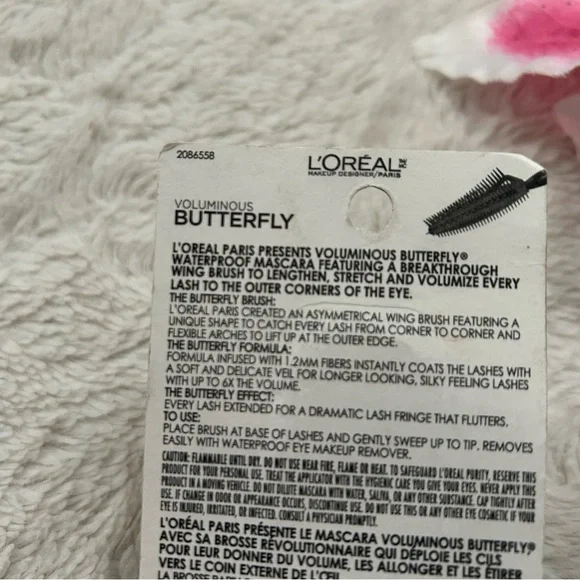 2086558
L'ORÉAL
MAKEUP DESIGNER/PARIS
VOLUMINOUS
BUTTERFLY
L'OREAL PARIS PRESENTS VOLUMINOUS BUTTERFLY®
WATERPROOF MASCARA FEATURING A BREAKTHROUGH
WING BRUSH TO LENGTHEN, STRETCH AND VOLUMIZE EVERY
LASH TO THE OUTER CORNERS OF THE EYE.
THE BUTTERFLY BRUSH:
L'OREAL PARIS CREATED AN ASYMMETRICAL WING BRUSH FEATURING A
UNIQUE SHAPE TO CATCH EVERY LASH FROM CORNER TO CORNER AND
FLEXIBLE ARCHES TO LIFT UP AT THE OUTER EDGE.
THE BUTTERFLY FORMULA:
FORMULA INFUSED WITH 1.2MM FIBERS INSTANTLY COATS THE LASHES WITH
A SOFT AND DELICATE VEIL FOR LONGER LOOKING, SILKY FEELING LASHES
WITH UP TO 6X THE VOLUME.
THE BUTTERFLY EFFECT:
EVERY LASH EXTENDED FOR A DRAMATIC LASH FRINGE THAT FLUTTERS.
TO USE:
PLACE BRUSH AT BASE OF LASHES AND GENTLY SWEEP UP TO TIP. REMOVES
EASILY WITH WATERPROOF EYE MAKEUP REMOVER.
CAUTION: FLAMMABLE UNTIL DRY. DO NOT USE NEAR FIRE, FLAME OR HEAT. TO SAFEGUARD L'OREAL PURITY, RESERVE THIS
PRODUCT FOR YOUR PERSONAL USE. TREAT THE APPLICATOR WITH THE HYGIENIC CARE YOU GIVE YOUR EYES. NEVER APPLY THIS
PRODUCT IN A MOVING VEHICLE. DO NOT DILUTE MASCARA WITH WATER, SALIVA, OR ANY OTHER SUBSTANCE. CAP TIGHTLY AFTER
USE. IF CHANGE IN ODOR OR APPEARANCE OCCURS, DISCONTINUE USE. DO NOT USE THIS OR ANY OTHER EYE COSMETIC IF YOUR
EYE IS INJURED, IRRITATED, OR INFECTED. CONSULT A PHYSICIAN PROMPTLY.
L'ORÉAL PARIS PRÉSENTE LE MASCARA VOLUMINOUS BUTTERFLY®
AVEC SA BROSSE RÉVOLUTIONNAIRE QUI DÉPLOIE LES CILS
POUR LEUR DONNER DU VOLUME, LES ALLONGER ET LES ÉTIRER
VERS LE COIN EXTERNE DE L'ŒIL.